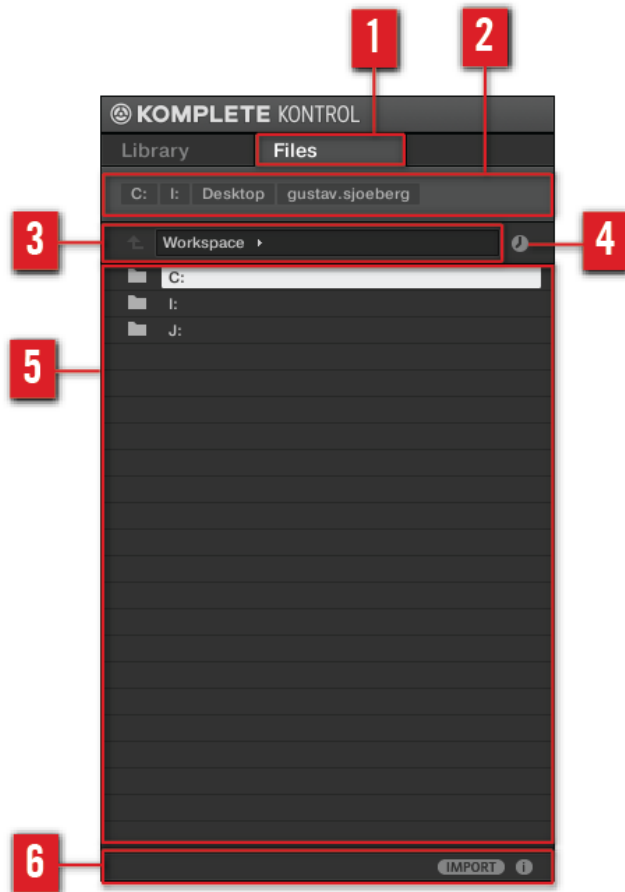 1
2
KOMPLETE KONTROL
Library Files
C: I: Desktop gustav.sjoeberg
3
Workspace
4
C:
I:
J:
5
6
IMPORT i